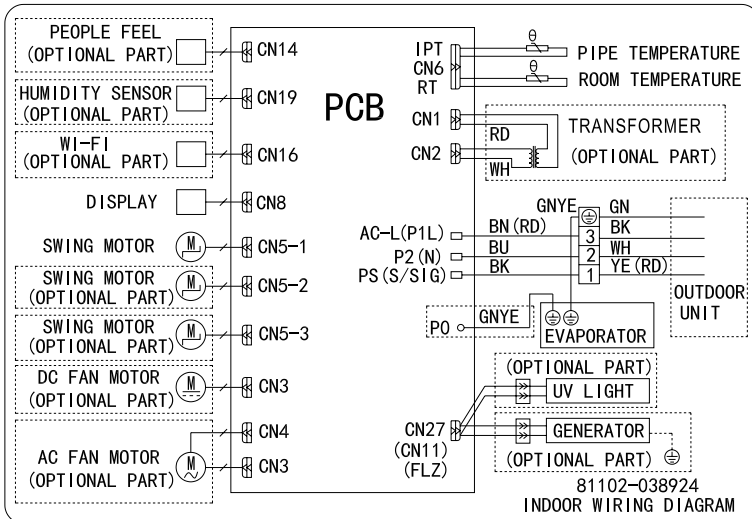 PEOPLE FEEL
(OPTIONAL PART)
CN14
HUMIDITY SENSOR
(OPTIONAL PART)
CN19
WI-FI
(OPTIONAL PART)
CN16
DISPLAY
CN8
SWING MOTOR
M
CN5-1
SWING MOTOR
(OPTIONAL PART)
M
CN5-2
SWING MOTOR
(OPTIONAL PART)
M
CN5-3
DC FAN MOTOR
(OPTIONAL PART)
M
CN3
CN4
AC FAN MOTOR
(OPTIONAL PART)
M
CN3
PCB
IPT
CN6
RT
θ
PIPE TEMPERATURE
θ
ROOM TEMPERATURE
CN1
CN2
RD
WH
TRANSFORMER
(OPTIONAL PART)
AC-L(P1L)
BN(RD)
P2(N)
BU
PS(S/SIG)
BK
GNYE
3
2
1
GN
BK
WH
YE(RD)
OUTDOOR
UNIT
P0
GNYE
EVAPORATOR
(OPTIONAL PART)
UV LIGHT
CN27
(CN11)
(FLZ)
GENERATOR
(OPTIONAL PART)
81102-038924
INDOOR WIRING DIAGRAM